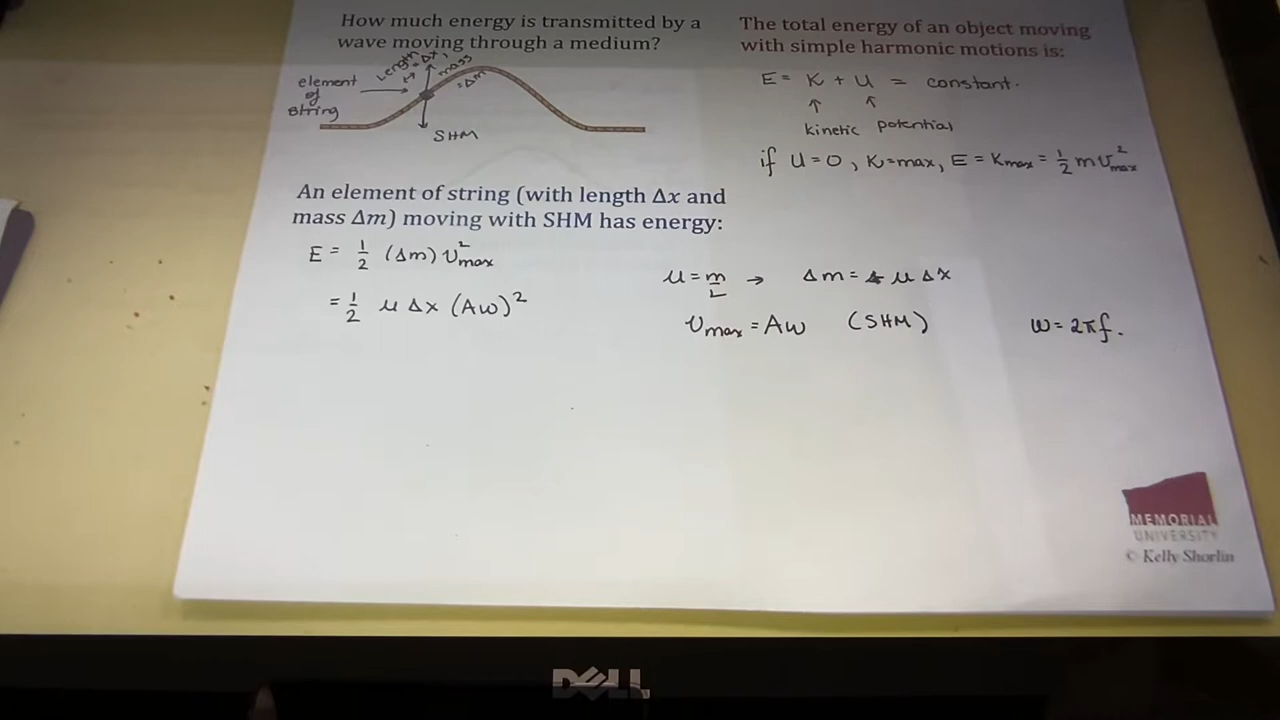 How much energy is transmitted by a
wave moving through a medium?
element
of
string
Length
= Δx,
mass
= Δm
SHM
The total energy of an object moving
with simple harmonic motions is:
E = K + U = constant.
↑ ↑
kinetic potential
if U = 0, K = max, E = Kmax = 1/2 m v²max
An element of string (with length Δx and
mass Δm) moving with SHM has energy:
E = 1/2 (Δm) v²max
= 1/2 μ Δx (Aω)²
μ = m/L → Δm = μ Δx
vmax = Aω (SHM) ω = 2πf.
MEMORIAL
UNIVERSITY
© Kelly Shorlin
DELL